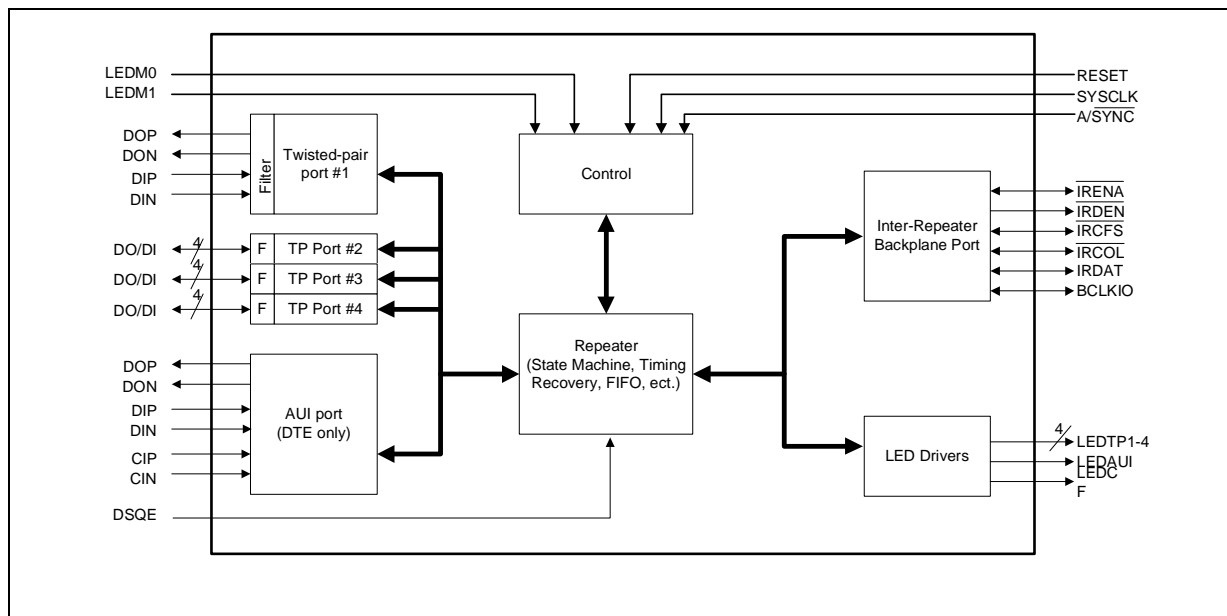 LEDM0
LEDM1
RESET
SYSCLK
A/SYNC
DOP
DON
DIP
DIN
Filter
Twisted-pair
port #1
Control
Inter-Repeater
Backplane Port
IRENA
IRDEN
IRCFS
IRCOL
IRDAT
BCLKIO
DO/DI
4
F
TP Port #2
DO/DI
4
F
TP Port #3
DO/DI
4
F
TP Port #4
Repeater
(State Machine, Timing
Recovery, FIFO, ect.)
DOP
DON
DIP
DIN
CIP
CIN
AUI port
(DTE only)
LED Drivers
4
LEDTP1-4
LEDAUI
LEDC
F
DSQE